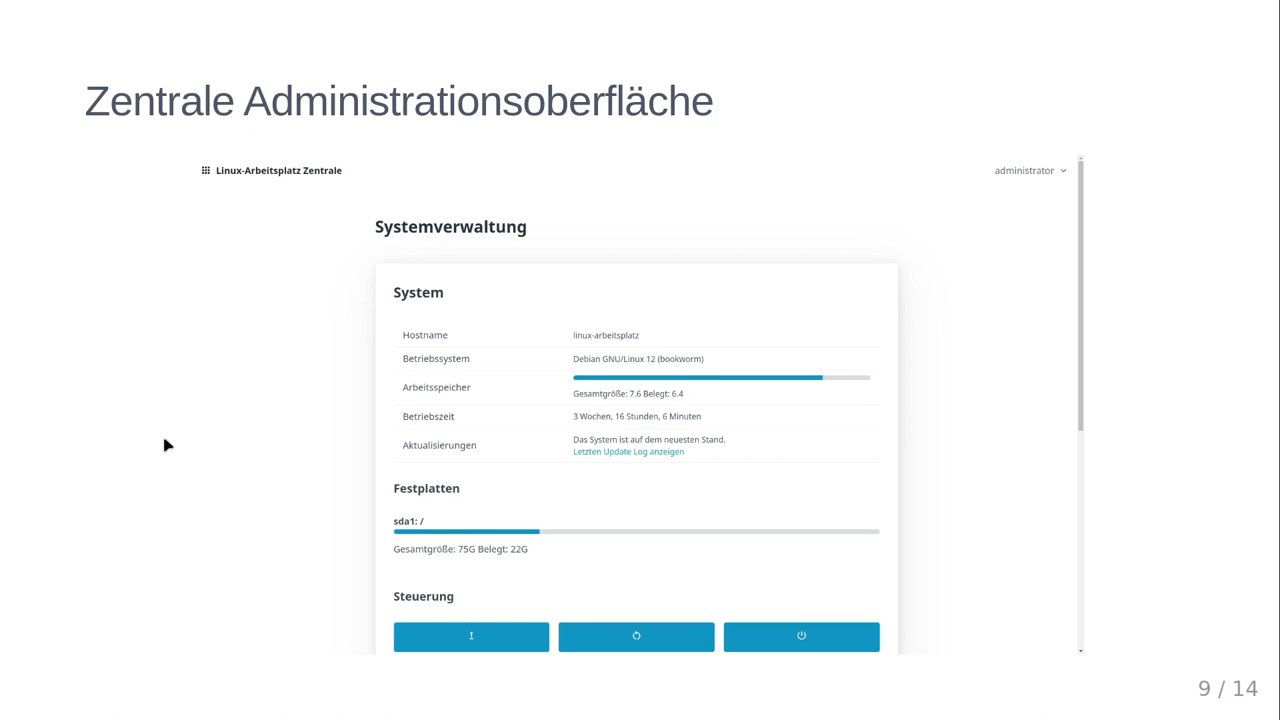 Zentrale Administrationsoberfläche
Linux-Arbeitsplatz Zentrale
administrator
Systemverwaltung
System
Hostname linux-arbeitsplatz
Betriebssystem Debian GNU/Linux 12 (bookworm)
Arbeitsspeicher Gesamtgröße: 7.6 Belegt: 6.4
Betriebszeit 3 Wochen, 16 Stunden, 6 Minuten
Aktualisierungen Das System ist auf dem neuesten Stand.
Letzten Update Log anzeigen
Festplatten
sda1: /
Gesamtgröße: 75G Belegt: 22G
Steuerung
9 / 14